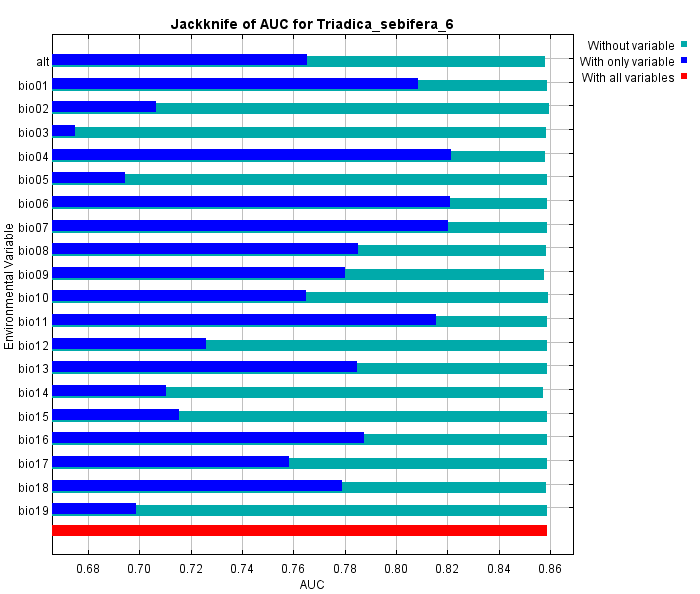 Jackknife of AUC for Triadica_sebifera_6
Without variable
With only variable
With all variables
Environmental Variable
alt
bio01
bio02
bio03
bio04
bio05
bio06
bio07
bio08
bio09
bio10
bio11
bio12
bio13
bio14
bio15
bio16
bio17
bio18
bio19
0.68 0.70 0.72 0.74 0.76 0.78 0.80 0.82 0.84 0.86
AUC